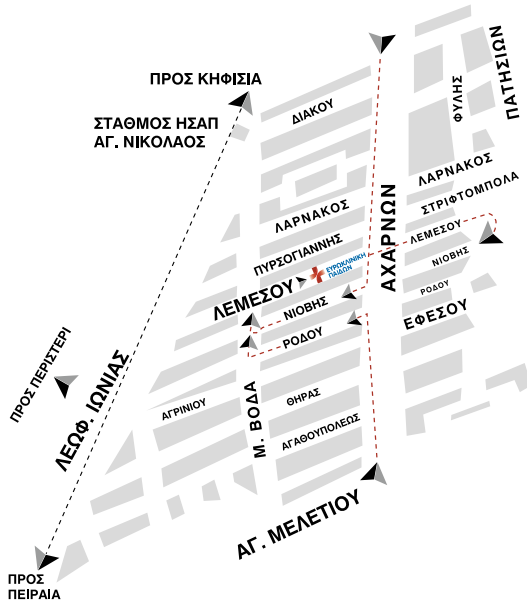 ΠΡΟΣ ΚΗΦΙΣΙΑ
ΣΤΑΘΜΟΣ ΗΣΑΠ
ΑΓ. ΝΙΚΟΛΑΟΣ
ΔΙΑΚΟΥ
ΦΥΛΗΣ
ΠΑΤΗΣΙΩΝ
ΛΑΡΝΑΚΟΣ
ΣΤΡΙΦΤΟΜΠΟΛΑ
ΛΕΜΕΣΟΥ
ΝΙΟΒΗΣ
ΡΟΔΟΥ
ΕΦΕΣΟΥ
ΑΧΑΡΝΩΝ
ΛΑΡΝΑΚΟΣ
ΠΥΡΣΟΓΙΑΝΝΗΣ
ΛΕΜΕΣΟΥ
ΕΥΡΩΚΛΙΝΙΚΗ
ΠΑΙΔΩΝ
ΝΙΟΒΗΣ
ΡΟΔΟΥ
ΠΡΟΣ ΠΕΡΙΣΤΕΡΙ
ΛΕΩΦ. ΙΩΝΙΑΣ
ΑΓΡΙΝΙΟΥ
Μ. ΒΟΔΑ
ΘΗΡΑΣ
ΑΓΑΘΟΥΠΟΛΕΩΣ
ΑΓ. ΜΕΛΕΤΙΟΥ
ΠΡΟΣ
ΠΕΙΡΑΙΑ